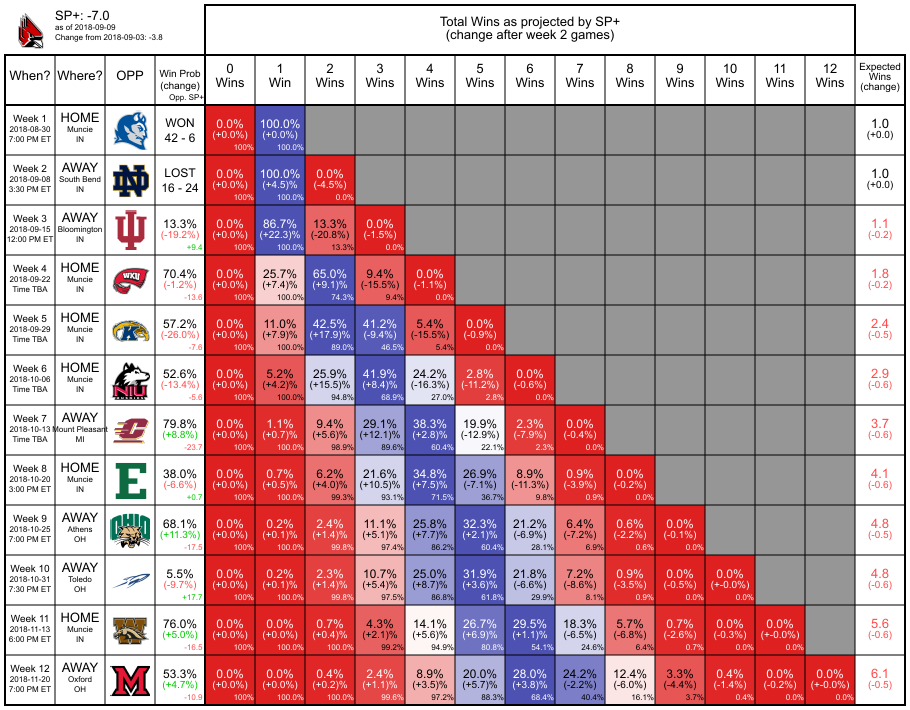 SP+: -7.0
as of 2018-09-09
Change from 2018-09-03: -3.8
Total Wins as projected by SP+
(change after week 2 games)
When? Where? OPP Win Prob (change) Opp. SP+ 0 Wins 1 Win 2 Wins 3 Wins 4 Wins 5 Wins 6 Wins 7 Wins 8 Wins 9 Wins 10 Wins 11 Wins 12 Wins Expected Wins (change)
Week 1 HOME WON 0.0% 100.0% 1.0
2018-08-30 Muncie 42 - 6 (+0.0%) (+0.0%) (+0.0)
7:00 PM ET IN 100% 100.0%
Week 2 AWAY ND LOST 0.0% 100.0% 0.0% 1.0
2018-09-08 South Bend 16 - 24 (+0.0%) (+4.5)% (-4.5%) (+0.0)
3:30 PM ET IN 100% 100.0% 0.0%
Week 3 AWAY IU 13.3% 0.0% 86.7% 13.3% 0.0% 1.1
2018-09-15 Bloomington (-19.2%) (+0.0%) (+22.3)% (-20.8%) (-1.5%) (-0.2)
12:00 PM ET IN +9.4 100% 100.0% 13.3% 0.0%
Week 4 HOME WKU 70.4% 0.0% 25.7% 65.0% 9.4% 0.0% 1.8
2018-09-22 Muncie (-1.2%) (+0.0%) (+7.4)% (+9.1)% (-15.5%) (-1.1%) (-0.2)
Time TBA IN -13.6 100% 100.0% 74.3% 9.4% 0.0%
Week 5 HOME K 57.2% 0.0% 11.0% 42.5% 41.2% 5.4% 0.0% 2.4
2018-09-29 Muncie (-26.0%) (+0.0%) (+7.9)% (+17.9)% (-9.4%) (-15.5%) (-0.9%) (-0.5)
Time TBA IN -7.6 100% 100.0% 89.0% 46.5% 5.4% 0.0%
Week 6 HOME NIU 52.6% 0.0% 5.2% 25.9% 41.9% 24.2% 2.8% 0.0% 2.9
2018-10-06 Muncie (-13.4%) (+0.0%) (+4.2)% (+15.5)% (+8.4)% (-16.3%) (-11.2%) (-0.6%) (-0.6)
Time TBA IN -5.6 100% 100.0% 94.8% 68.9% 27.0% 2.8% 0.0%
Week 7 AWAY C 79.8% 0.0% 1.1% 9.4% 29.1% 38.3% 19.9% 2.3% 0.0% 3.7
2018-10-13 Mount Pleasant (+8.8%) (+0.0%) (+0.7)% (+5.6)% (+12.1)% (+2.8)% (-12.9%) (-7.9%) (-0.4%) (-0.6)
Time TBA MI -23.7 100% 100.0% 98.9% 89.6% 60.4% 22.1% 2.3% 0.0%
Week 8 HOME E 38.0% 0.0% 0.7% 6.2% 21.6% 34.8% 26.9% 8.9% 0.9% 0.0% 4.1
2018-10-20 Muncie (-6.6%) (+0.0%) (+0.5)% (+4.0)% (+10.5)% (+7.5)% (-7.1%) (-11.3%) (-3.9%) (-0.2%) (-0.6)
3:00 PM ET IN +0.7 100% 100.0% 99.3% 93.1% 71.5% 36.7% 9.8% 0.9% 0.0%
Week 9 AWAY OHIO 68.1% 0.0% 0.2% 2.4% 11.1% 25.8% 32.3% 21.2% 6.4% 0.6% 0.0% 4.8
2018-10-25 Athens (+11.3%) (+0.0%) (+0.1)% (+1.4)% (+5.1)% (+7.7)% (+2.1)% (-6.9%) (-7.2%) (-2.2%) (-0.1%) (-0.5)
7:00 PM ET OH -17.5 100% 100.0% 99.8% 97.4% 86.2% 60.4% 28.1% 6.9% 0.6% 0.0%
Week 10 AWAY 5.5% 0.0% 0.2% 2.3% 10.7% 25.0% 31.9% 21.8% 7.2% 0.9% 0.0% 0.0% 4.8
2018-10-31 Toledo (-9.7%) (+0.0%) (+0.1)% (+1.4)% (+5.4)% (+8.7)% (+3.6)% (-6.6%) (-8.6%) (-3.5%) (-0.5%) (+-0.0%) (-0.6)
7:30 PM ET OH +17.7 100% 100.0% 99.8% 97.5% 86.8% 61.8% 29.9% 8.1% 0.9% 0.0% 0.0%
Week 11 HOME W 76.0% 0.0% 0.0% 0.7% 4.3% 14.1% 26.7% 29.5% 18.3% 5.7% 0.7% 0.0% 0.0% 5.6
2018-11-13 Muncie (+5.0%) (+0.0%) (+0.0)% (+0.4)% (+2.1)% (+5.6)% (+6.9)% (+1.1)% (-6.5%) (-6.8%) (-2.6%) (-0.3%) (+-0.0%) (-0.6)
6:00 PM ET IN -16.5 100% 100.0% 100.0% 99.2% 94.9% 80.8% 54.1% 24.6% 6.4% 0.7% 0.0% 0.0%
Week 12 AWAY M 53.3% 0.0% 0.0% 0.4% 2.4% 8.9% 20.0% 28.0% 24.2% 12.4% 3.3% 0.4% 0.0% 0.0% 6.1
2018-11-20 Oxford (+4.7%) (+0.0%) (+0.0)% (+0.2)% (+1.1)% (+3.5)% (+5.7)% (+3.8)% (-2.2%) (-6.0%) (-4.4%) (-1.4%) (-0.2%) (+-0.0%) (-0.5)
7:00 PM ET OH -10.9 100% 100.0% 100.0% 99.6% 97.2% 88.3% 68.4% 40.4% 16.1% 3.7% 0.4% 0.0% 0.0%